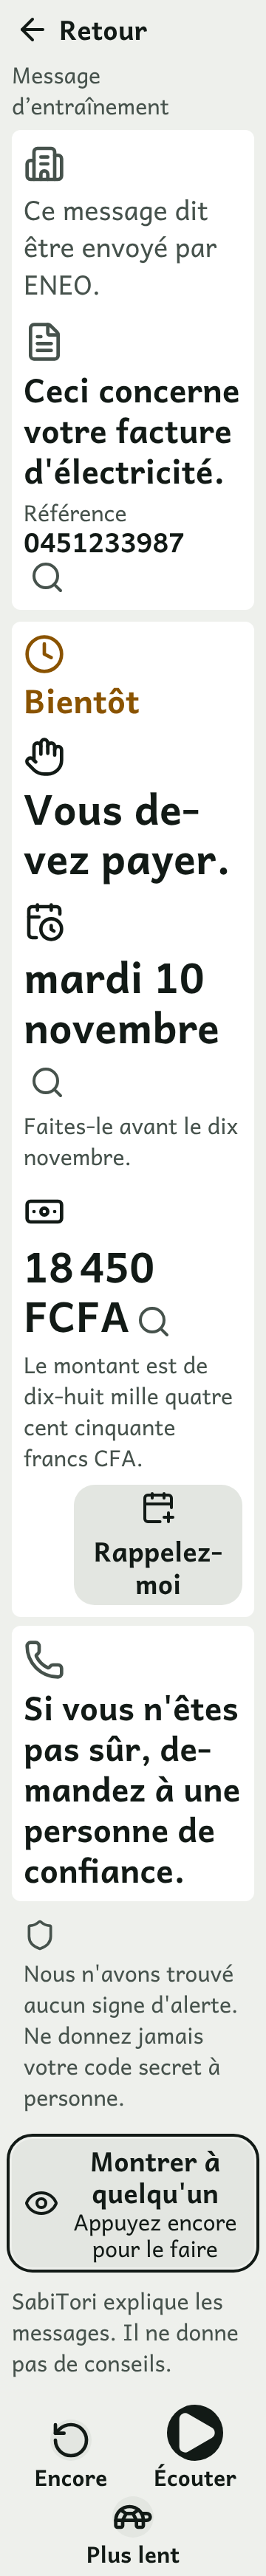 Retour
Message
d'entraînement
Ce message dit
être envoyé par
ENEO.
Ceci concerne
votre facture
d'électricité.
Référence
0451233987
Bientôt
Vous de-
vez payer.
mardi 10
novembre
Faites-le avant le dix
novembre.
18 450
FCFA
Le montant est de
dix-huit mille quatre
cent cinquante
francs CFA.
Rappelez-
moi
Si vous n'êtes
pas sûr, de-
mandez à une
personne de
confiance.
Nous n'avons trouvé
aucun signe d'alerte.
Ne donnez jamais
votre code secret à
personne.
Montrer à
quelqu'un
Appuyez encore
pour le faire
SabiTori explique les
messages. Il ne donne
pas de conseils.
Encore
Écouter
Plus lent